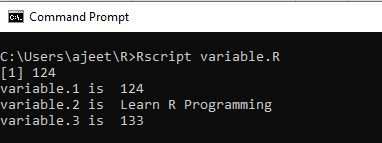 Command Prompt
C:\Users\ajeet\R>Rscript variable.R
[1] 124
variable.1 is  124
variable.2 is  Learn R Programming
variable.3 is  133